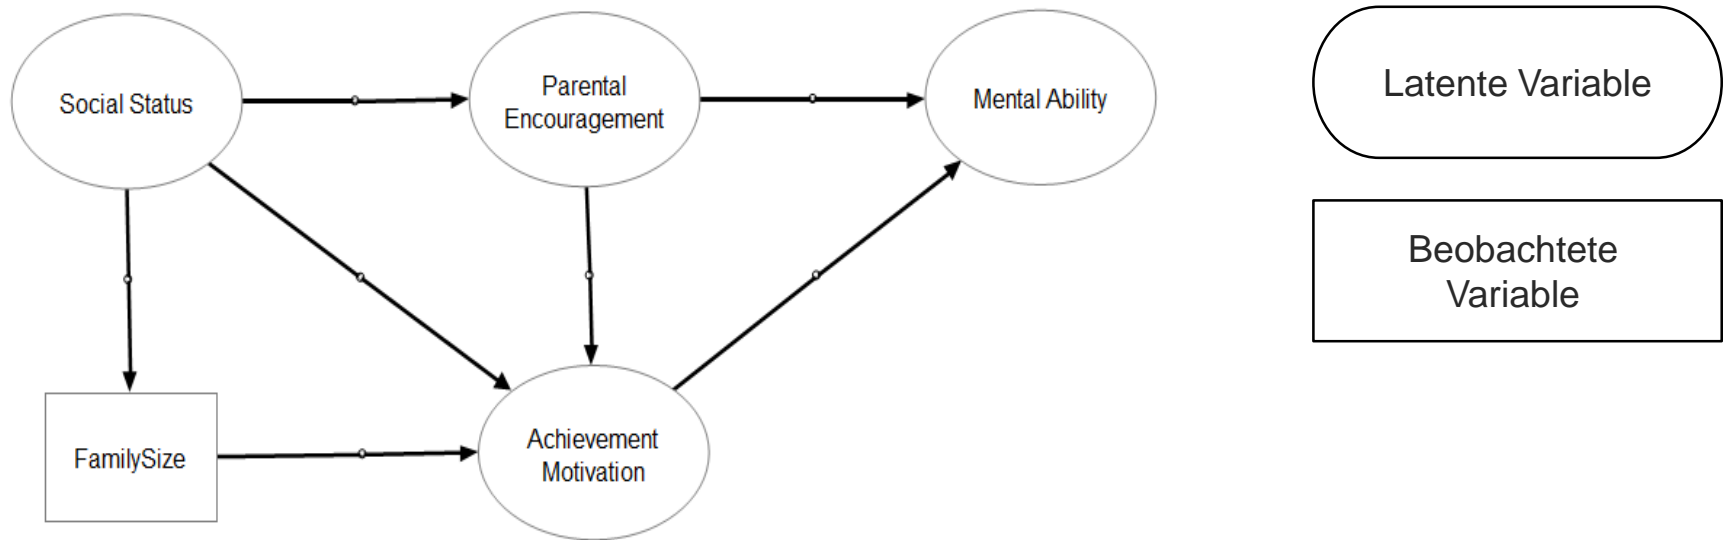 Social Status
Parental
Encouragement
Mental Ability
Latente Variable
Beobachtete
Variable
FamilySize
Achievement
Motivation